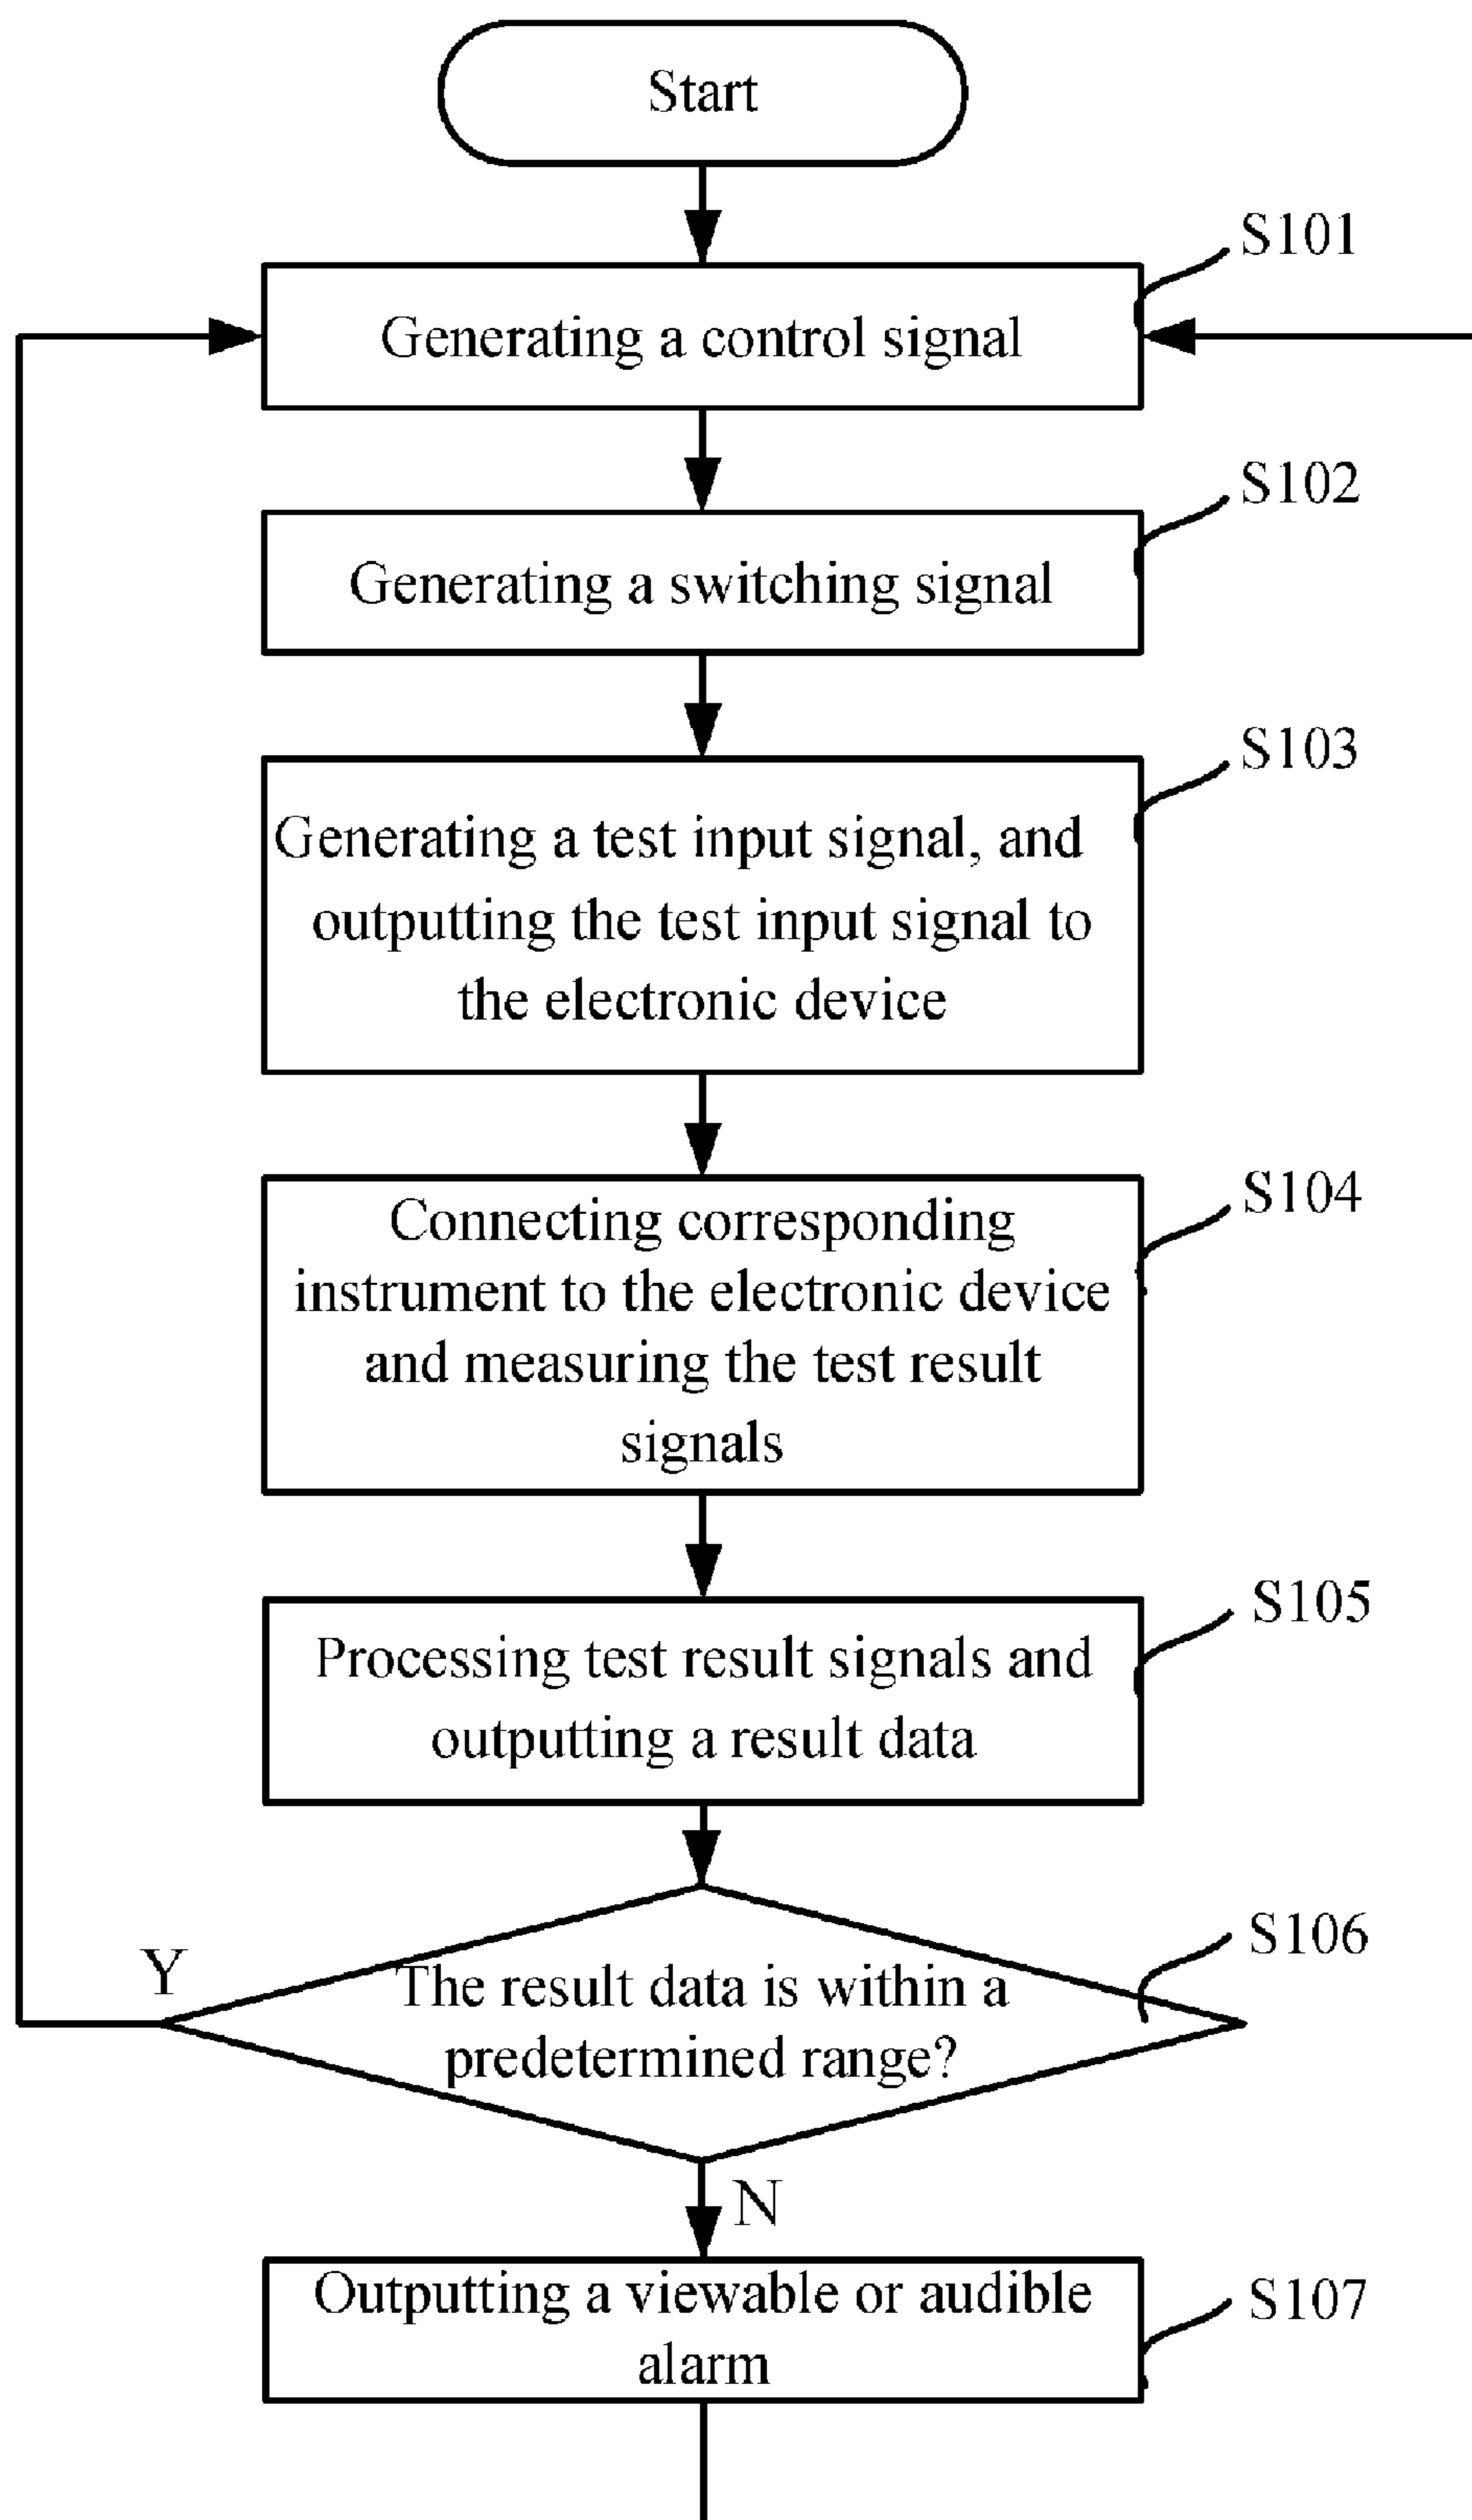 Start
S101
Generating a control signal
S102
Generating a switching signal
S103
Generating a test input signal, and
outputting the test input signal to
the electronic device
S104
Connecting corresponding
instrument to the electronic device
and measuring the test result
signals
S105
Processing test result signals and
outputting a result data
S106
Y
The result data is within a
predetermined range?
N
S107
Outputting a viewable or audible
alarm